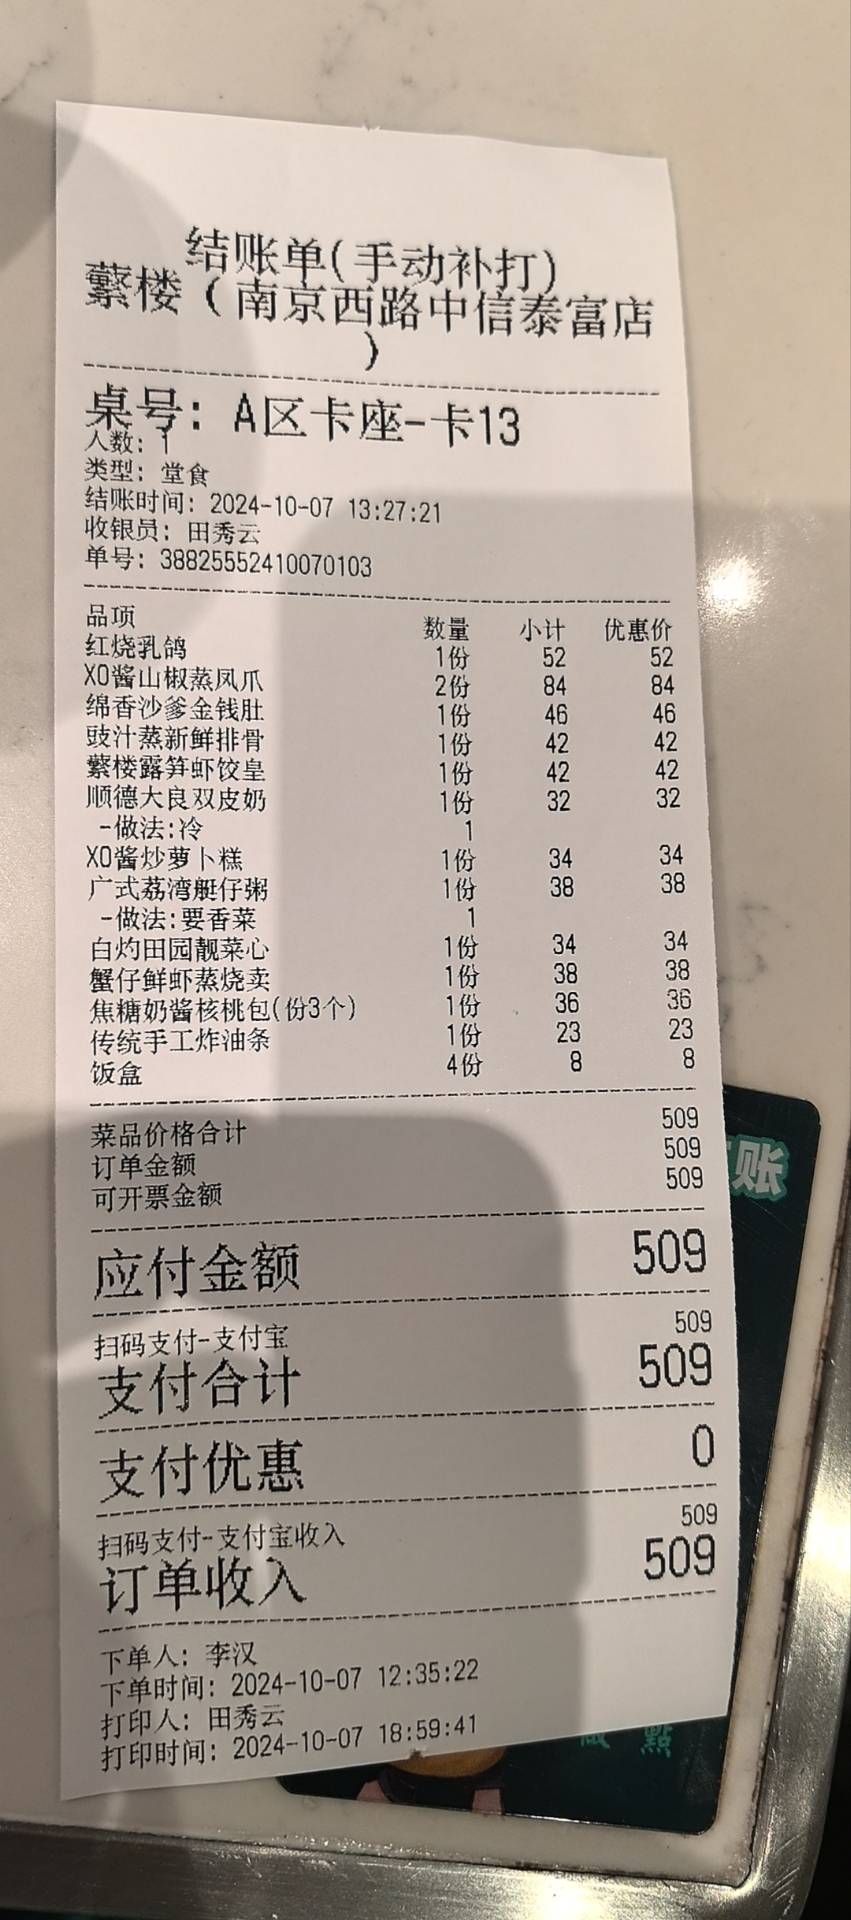 结账单(手动补打)
蘩楼（南京西路中信泰富店
）
桌号: A区卡座-卡13
人数: 1
类型: 堂食
结账时间: 2024-10-07 13:27:21
收银员: 田秀云
单号: 38825552410070103
品项 数量 小计 优惠价
红烧乳鸽 1份 52 52
XO酱山椒蒸凤爪 2份 84 84
绵香沙爹金钱肚 1份 46 46
豉汁蒸新鲜排骨 1份 42 42
蘩楼露笋虾饺皇 1份 42 42
顺德大良双皮奶 1份 32 32
-做法:冷 1
XO酱炒萝卜糕 1份 34 34
广式荔湾艇仔粥 1份 38 38
-做法:要香菜 1
白灼田园靓菜心 1份 34 34
蟹仔鲜虾蒸烧卖 1份 38 38
焦糖奶酱核桃包(份3个) 1份 36 36
传统手工炸油条 1份 23 23
饭盒 4份 8 8
菜品价格合计 509
订单金额 509
可开票金额 509
应付金额 509
扫码支付-支付宝 509
支付合计 509
支付优惠 0
扫码支付-支付宝收入 509
订单收入 509
下单人: 李汉
下单时间: 2024-10-07 12:35:22
打印人: 田秀云
打印时间: 2024-10-07 18:59:41
账
點